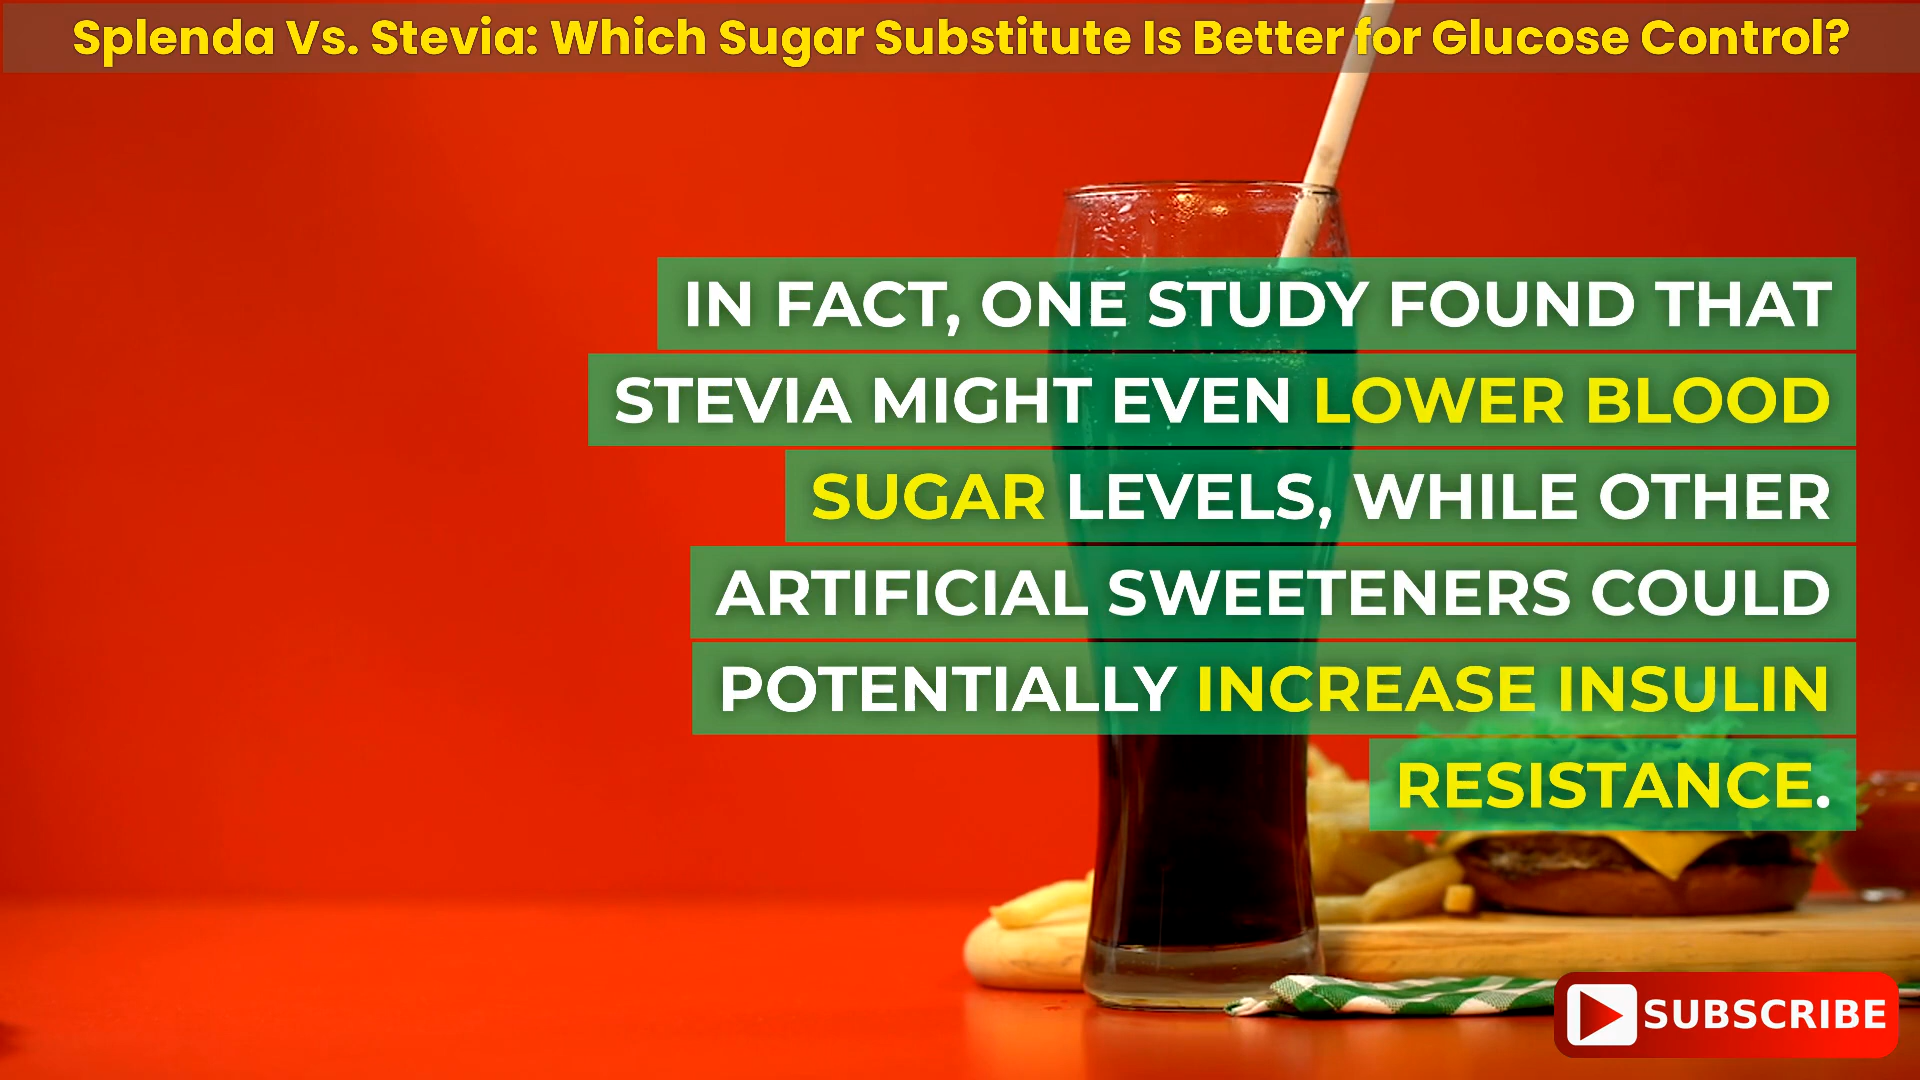 Splenda Vs. Stevia: Which Sugar Substitute Is Better for Glucose Control?
IN FACT, ONE STUDY FOUND THAT
STEVIA MIGHT EVEN LOWER BLOOD
SUGAR LEVELS, WHILE OTHER
ARTIFICIAL SWEETENERS COULD
POTENTIALLY INCREASE INSULIN
RESISTANCE.
SUBSCRIBE